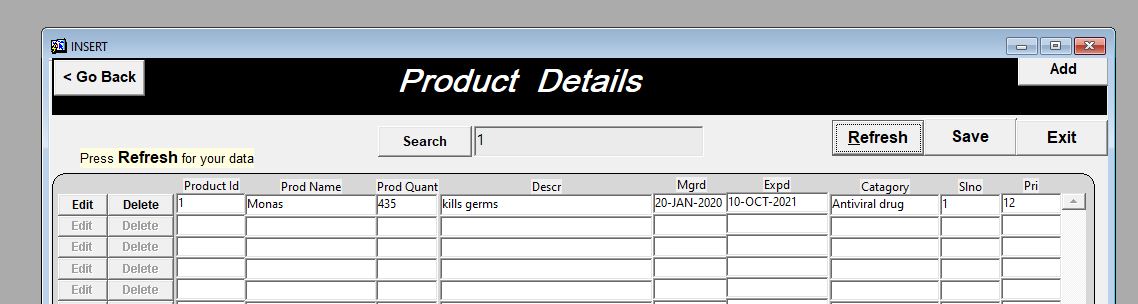 INSERT
< Go Back
Product Details
Add
Search
1
Refresh
Save
Exit
Press Refresh for your data
Product Id Prod Name Prod Quant Descr Mgrd Expd Catagory Slno Pri
Edit Delete 1 Monas 435 kills germs 20-JAN-2020 10-OCT-2021 Antiviral drug 1 12
Edit Delete
Edit Delete
Edit Delete
Edit Delete